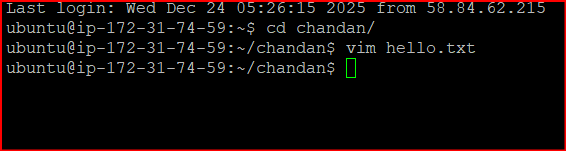 Last login: Wed Dec 24 05:26:15 2025 from 58.84.62.215
ubuntu@ip-172-31-74-59:~$ cd chandan/
ubuntu@ip-172-31-74-59:~/chandan$ vim hello.txt
ubuntu@ip-172-31-74-59:~/chandan$